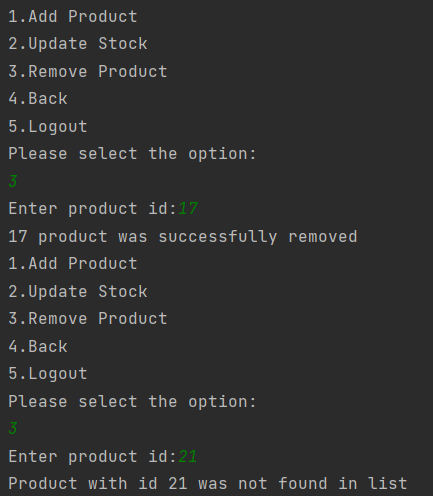 1.Add Product
2.Update Stock
3.Remove Product
4.Back
5.Logout
Please select the option:
3
Enter product id:17
17 product was successfully removed
1.Add Product
2.Update Stock
3.Remove Product
4.Back
5.Logout
Please select the option:
3
Enter product id:21
Product with id 21 was not found in list